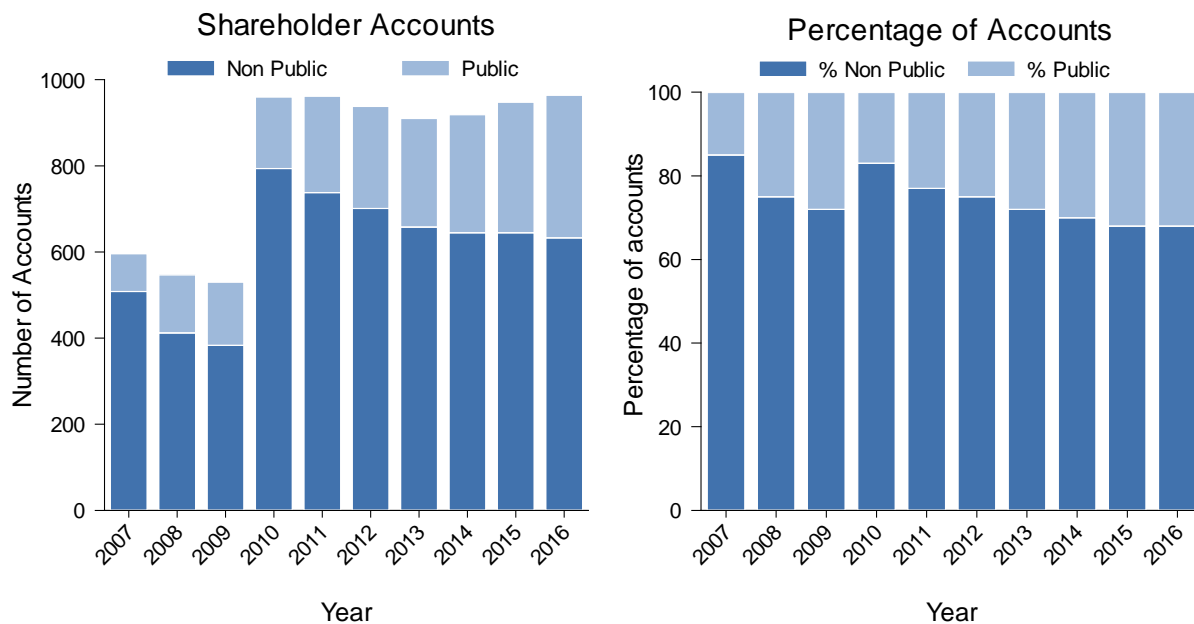 Shareholder Accounts
Non Public Public
1000
800
600
400
200
0
Number of Accounts
2007 2008 2009 2010 2011 2012 2013 2014 2015 2016
Year
Percentage of Accounts
% Non Public % Public
100
80
60
40
20
0
Percentage of accounts
2007 2008 2009 2010 2011 2012 2013 2014 2015 2016
Year